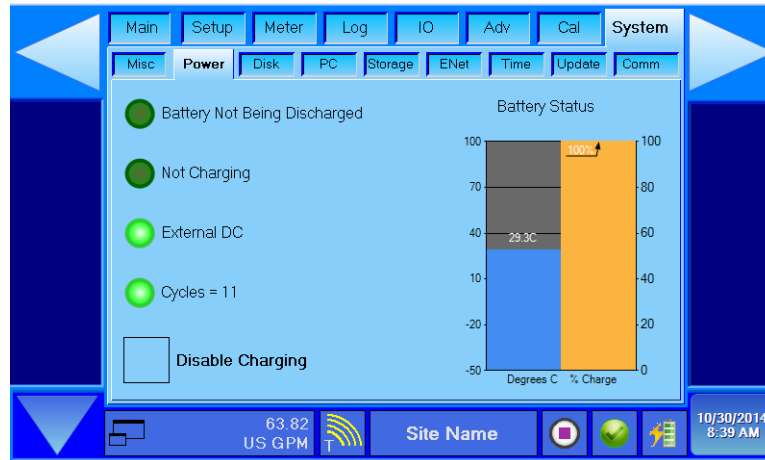 Main Setup Meter Log IO Adv Cal System
Misc Power Disk PC Storage ENet Time Update Comm
Battery Not Being Discharged
Not Charging
External DC
Cycles = 11
Disable Charging
Battery Status
100 100% 100
70 80
40 29.3C 60
10 40
-20 20
-50 0
Degrees C % Charge
63.82
US GPM
T
Site Name
10/30/2014
8:39 AM